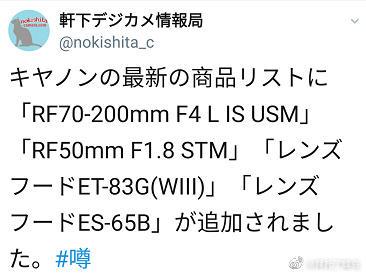 nokishita
camera.com
軒下デジカメ情報局
@nokishita_c
キヤノンの最新の商品リストに
「RF70-200mm F4 L IS USM」
「RF50mm F1.8 STM」「レンズ
フードET-83G(WIII)」「レンズ
フードES-65B」が追加されまし
た。#噂